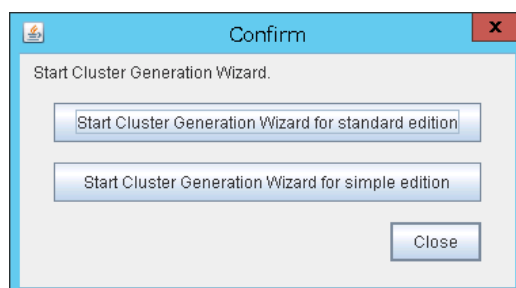 Confirm
x
Start Cluster Generation Wizard.
Start Cluster Generation Wizard for standard edition
Start Cluster Generation Wizard for simple edition
Close